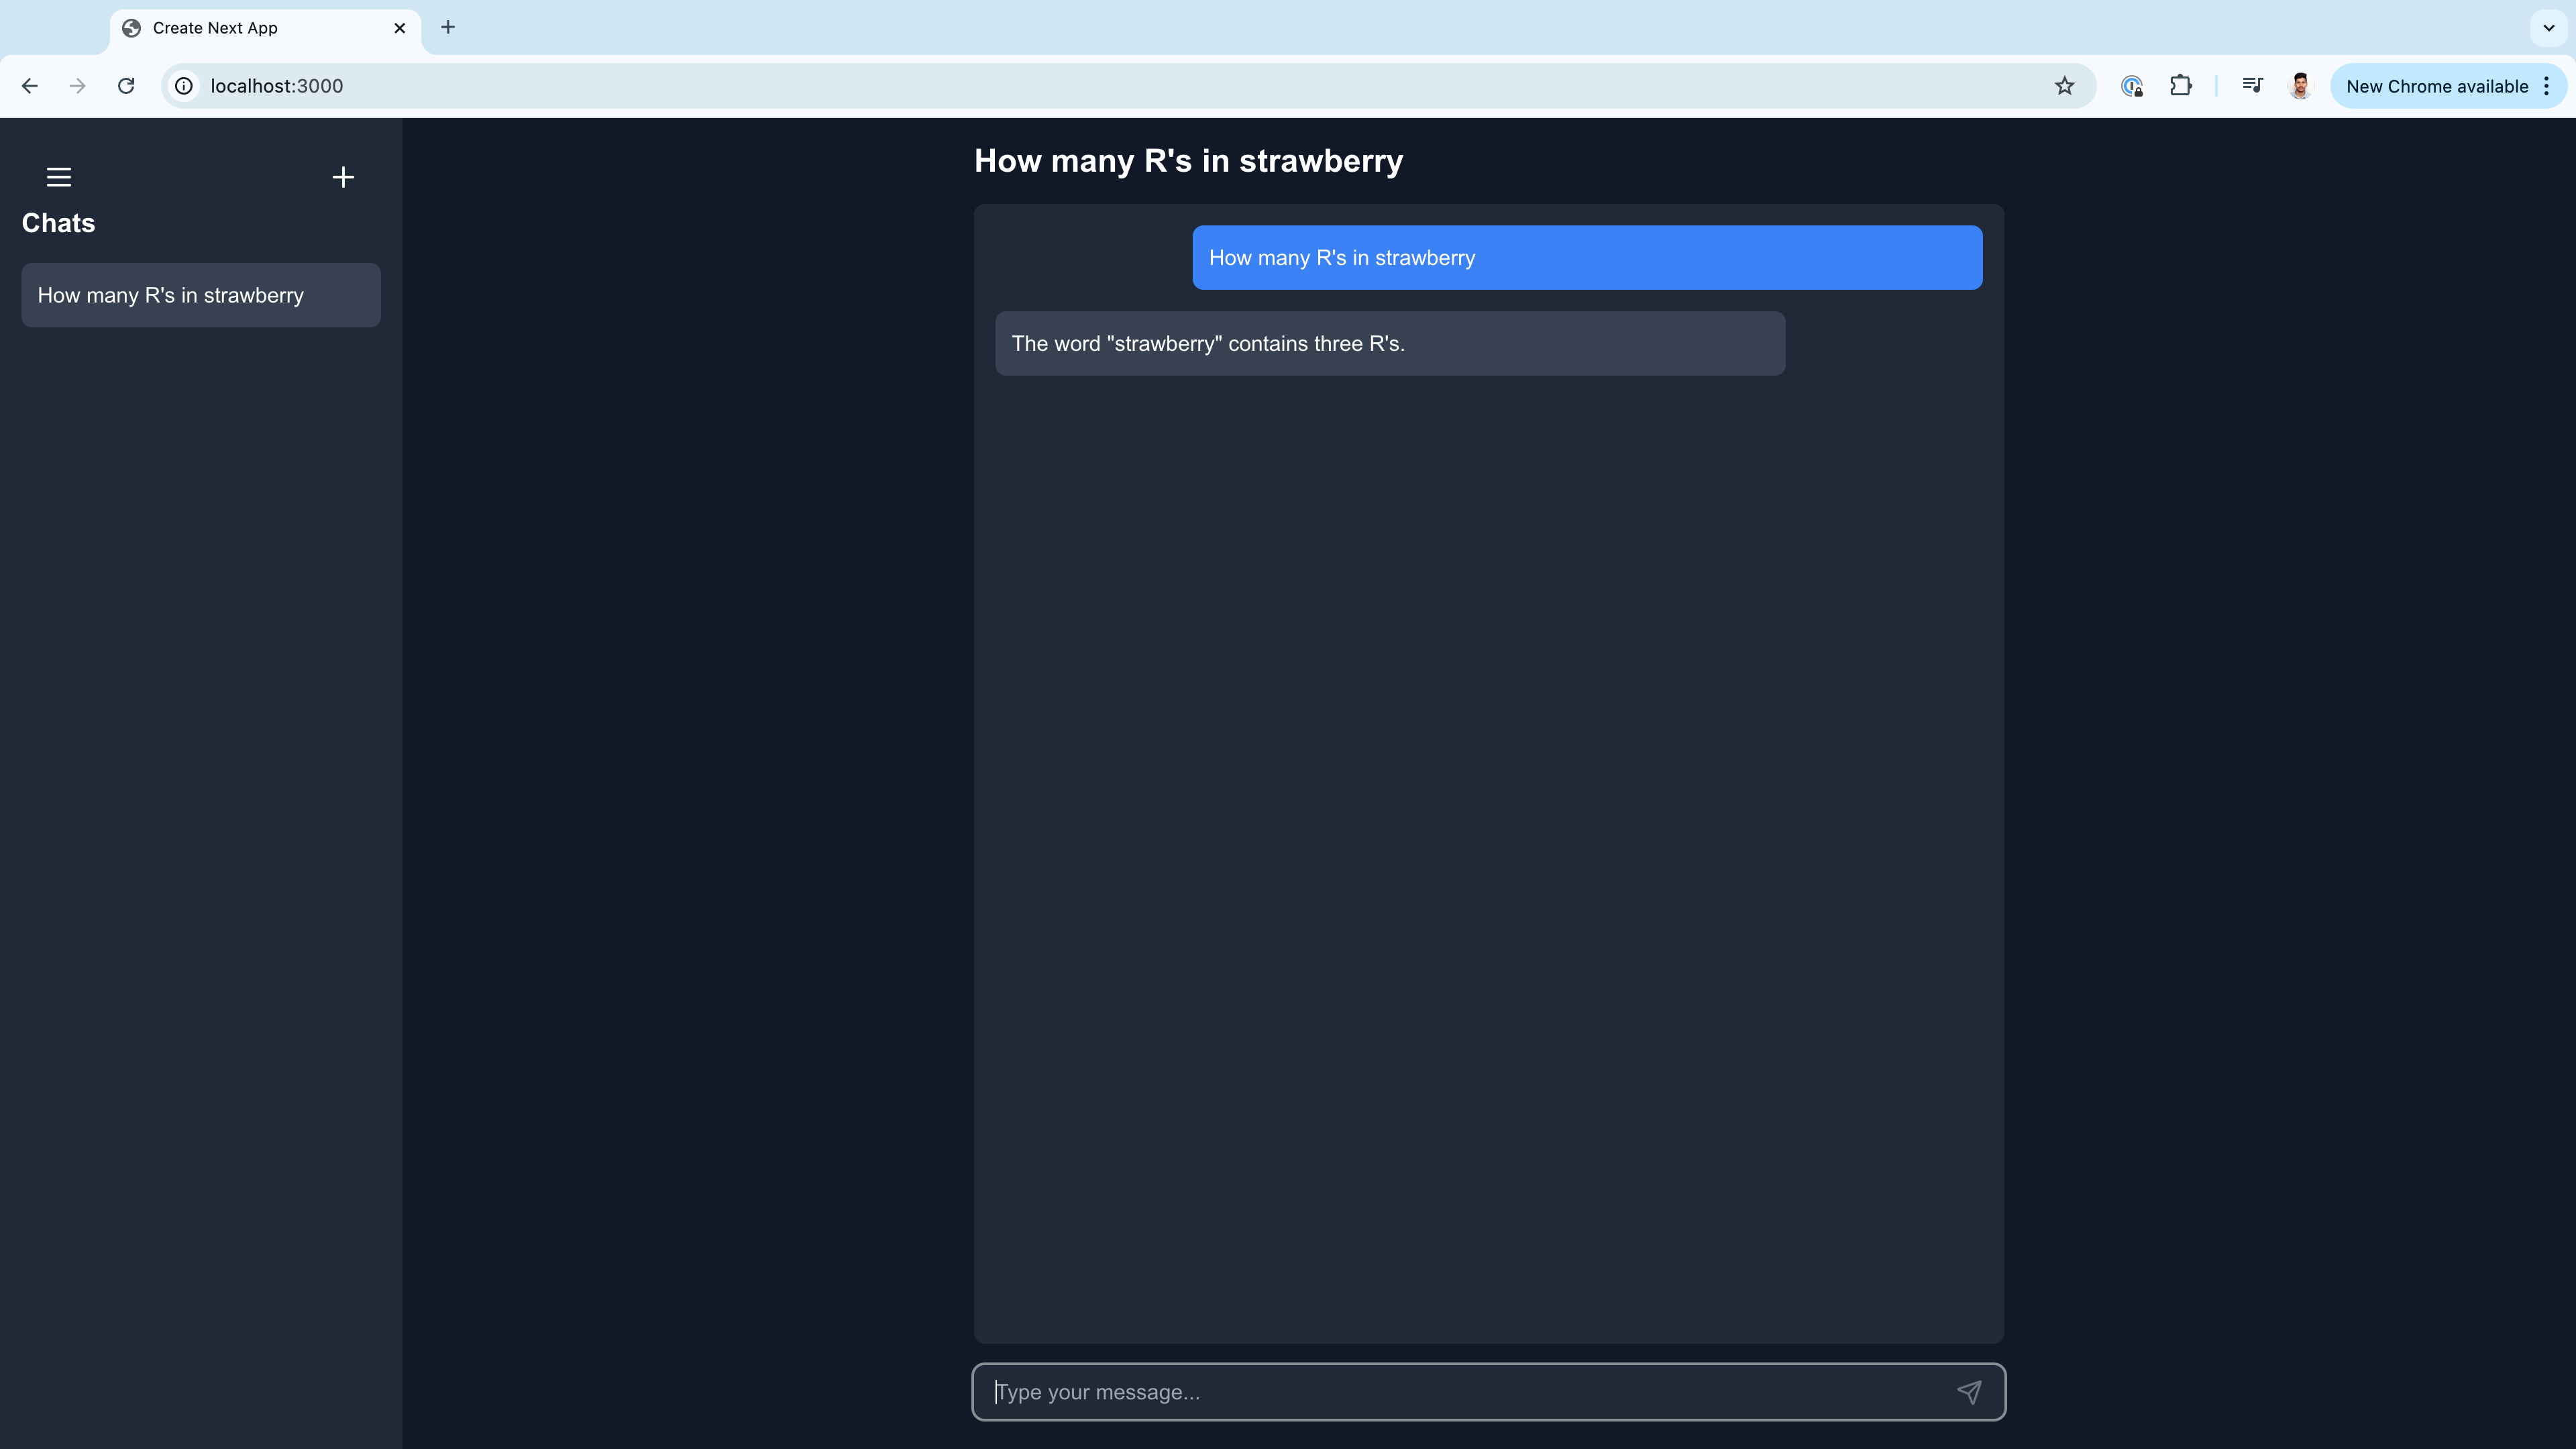 Create Next App
localhost:3000
New Chrome available
Chats
How many R's in strawberry
How many R's in strawberry
How many R's in strawberry
The word "strawberry" contains three R's.
Type your message...